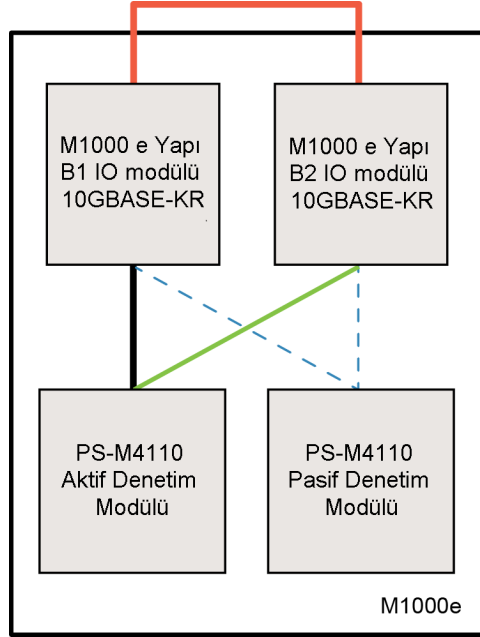 M1000 e Yapı
B1 IO modülü
10GBASE-KR
M1000 e Yapı
B2 IO modülü
10GBASE-KR
PS-M4110
Aktif Denetim
Modülü
PS-M4110
Pasif Denetim
Modülü
M1000e